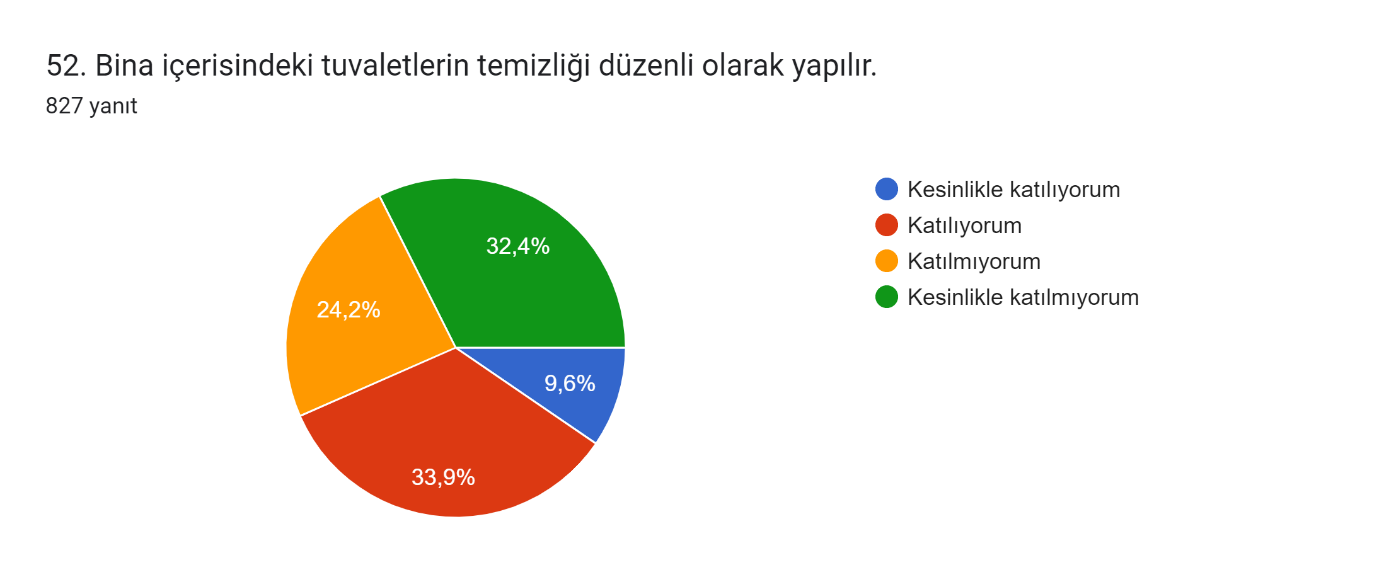 52. Bina içerisindeki tuvaletlerin temizliği düzenli olarak yapılır.
827 yanıt
Kesinlikle katılıyorum
Katılıyorum
Katılmıyorum
Kesinlikle katılmıyorum
32,4%
24,2%
9,6%
33,9%